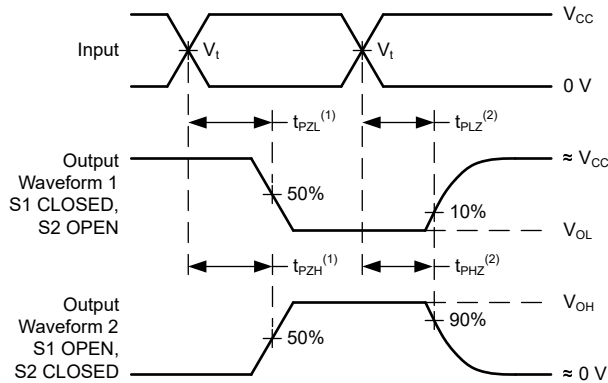 V_CC
Input
V_t
V_t
0 V
t_PZL^(1)
t_PLZ^(2)
Output
Waveform 1
S1 CLOSED,
S2 OPEN
≈ V_CC
50%
10%
V_OL
t_PZH^(1)
t_PHZ^(2)
Output
Waveform 2
S1 OPEN,
S2 CLOSED
V_OH
90%
50%
≈ 0 V